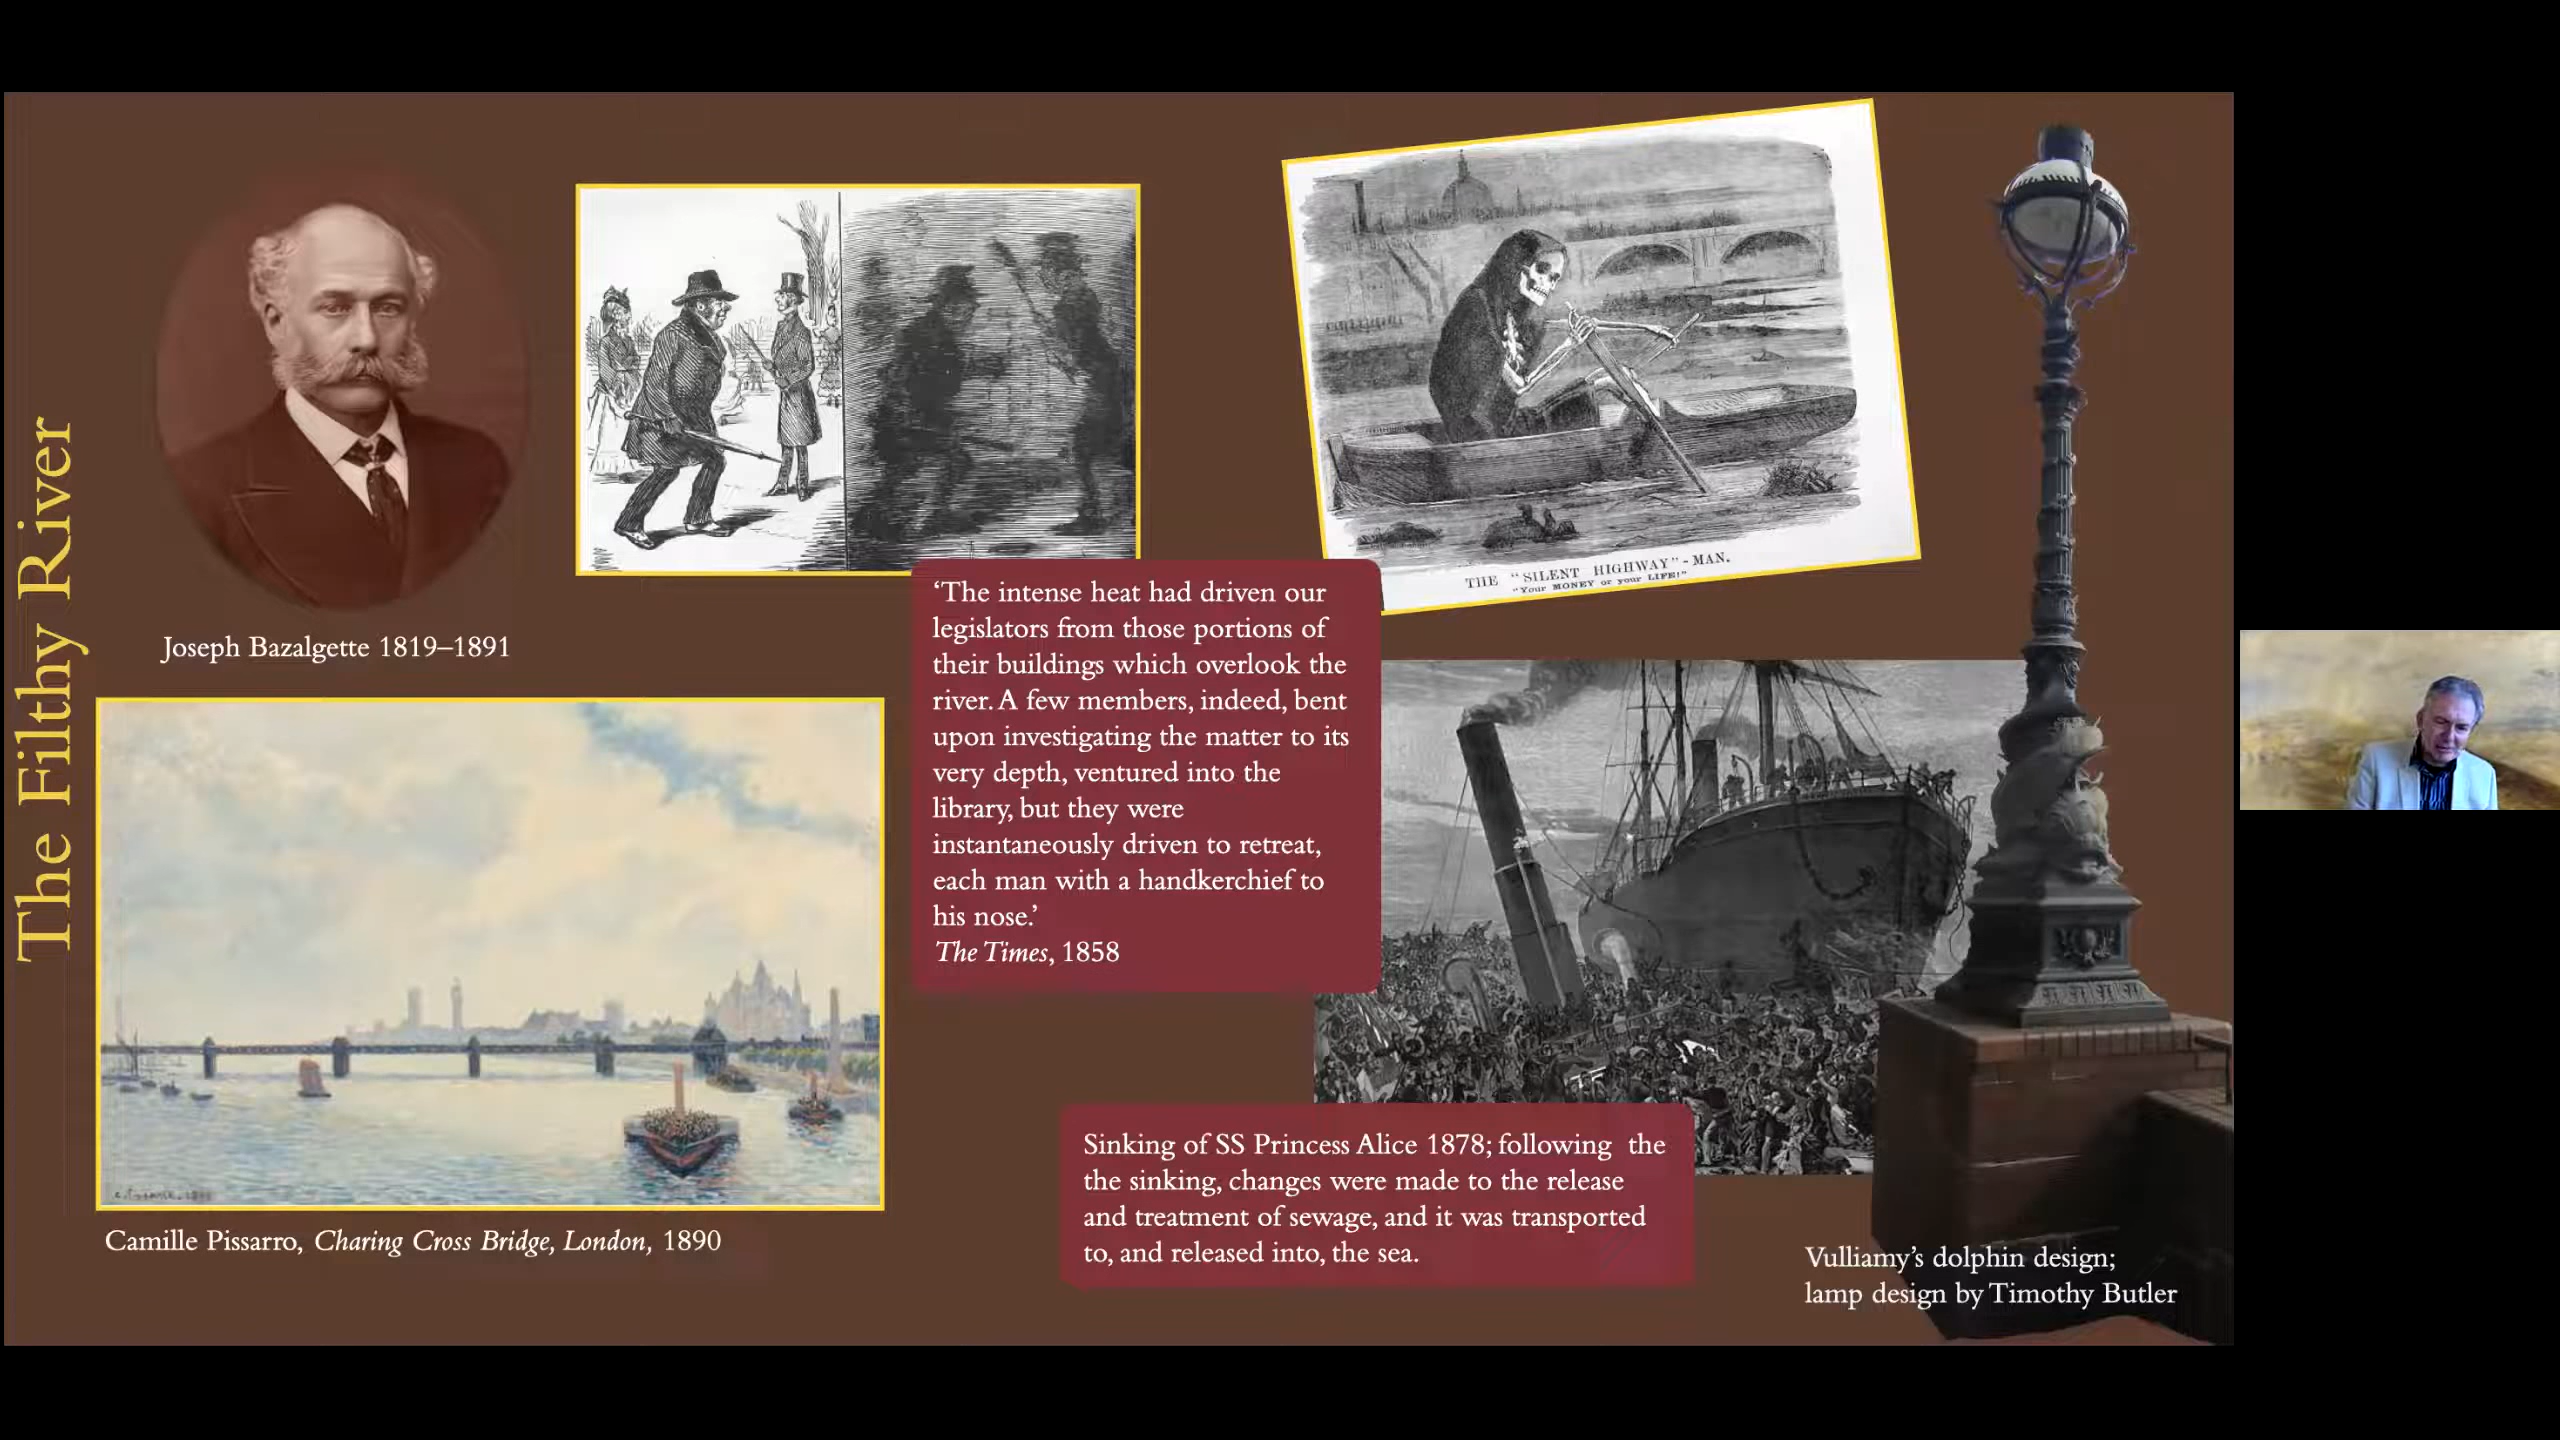 The Filthy River
Joseph Bazalgette 1819–1891
THE "SILENT HIGHWAY"-MAN.
"Your MONEY or your LIFE!"
‘The intense heat had driven our
legislators from those portions of
their buildings which overlook the
river. A few members, indeed, bent
upon investigating the matter to its
very depth, ventured into the
library, but they were
instantaneously driven to retreat,
each man with a handkerchief to
his nose.’
The Times, 1858
Camille Pissarro, Charing Cross Bridge, London, 1890
Sinking of SS Princess Alice 1878; following  the
the sinking, changes were made to the release
and treatment of sewage, and it was transported
to, and released into, the sea.
Vulliamy’s dolphin design;
lamp design by Timothy Butler